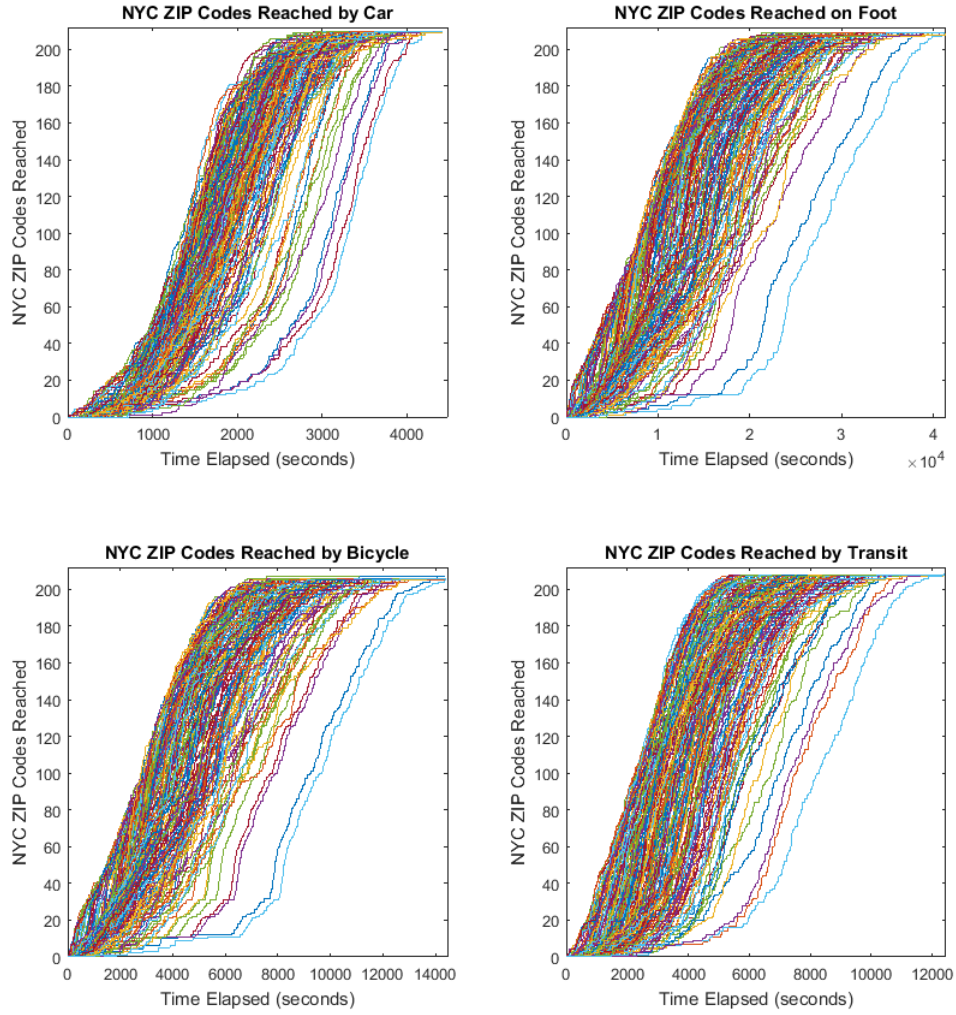 NYC ZIP Codes Reached by Car
NYC ZIP Codes Reached
200
180
160
140
120
100
80
60
40
20
0
0 1000 2000 3000 4000
Time Elapsed (seconds)
NYC ZIP Codes Reached on Foot
NYC ZIP Codes Reached
200
180
160
140
120
100
80
60
40
20
0
0 1 2 3 4
Time Elapsed (seconds)
×10^4
NYC ZIP Codes Reached by Bicycle
NYC ZIP Codes Reached
200
180
160
140
120
100
80
60
40
20
0
0 2000 4000 6000 8000 10000 12000 14000
Time Elapsed (seconds)
NYC ZIP Codes Reached by Transit
NYC ZIP Codes Reached
200
180
160
140
120
100
80
60
40
20
0
0 2000 4000 6000 8000 10000 12000
Time Elapsed (seconds)